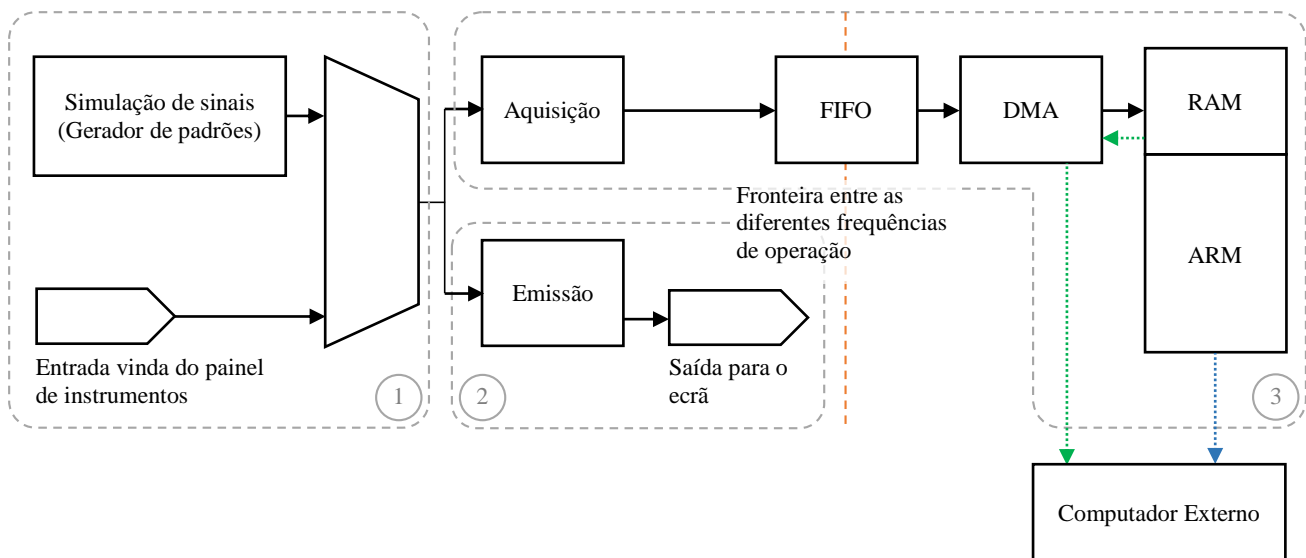 Simulação de sinais
(Gerador de padrões)
Aquisição
FIFO
DMA
RAM
Fronteira entre as
diferentes frequências
de operação
ARM
Emissão
Entrada vinda do painel
de instrumentos
Saída para o
ecrã
1
2
3
Computador Externo